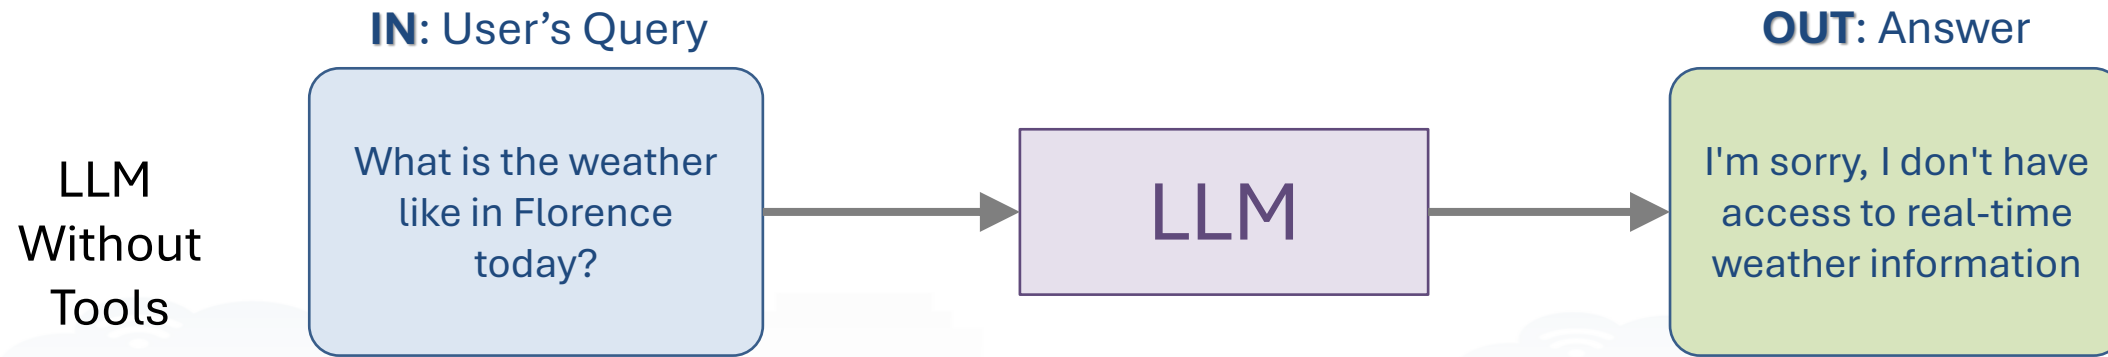 IN: User’s Query
OUT: Answer
LLM
Without
Tools
What is the weather
like in Florence
today?
LLM
I'm sorry, I don't have
access to real-time
weather information